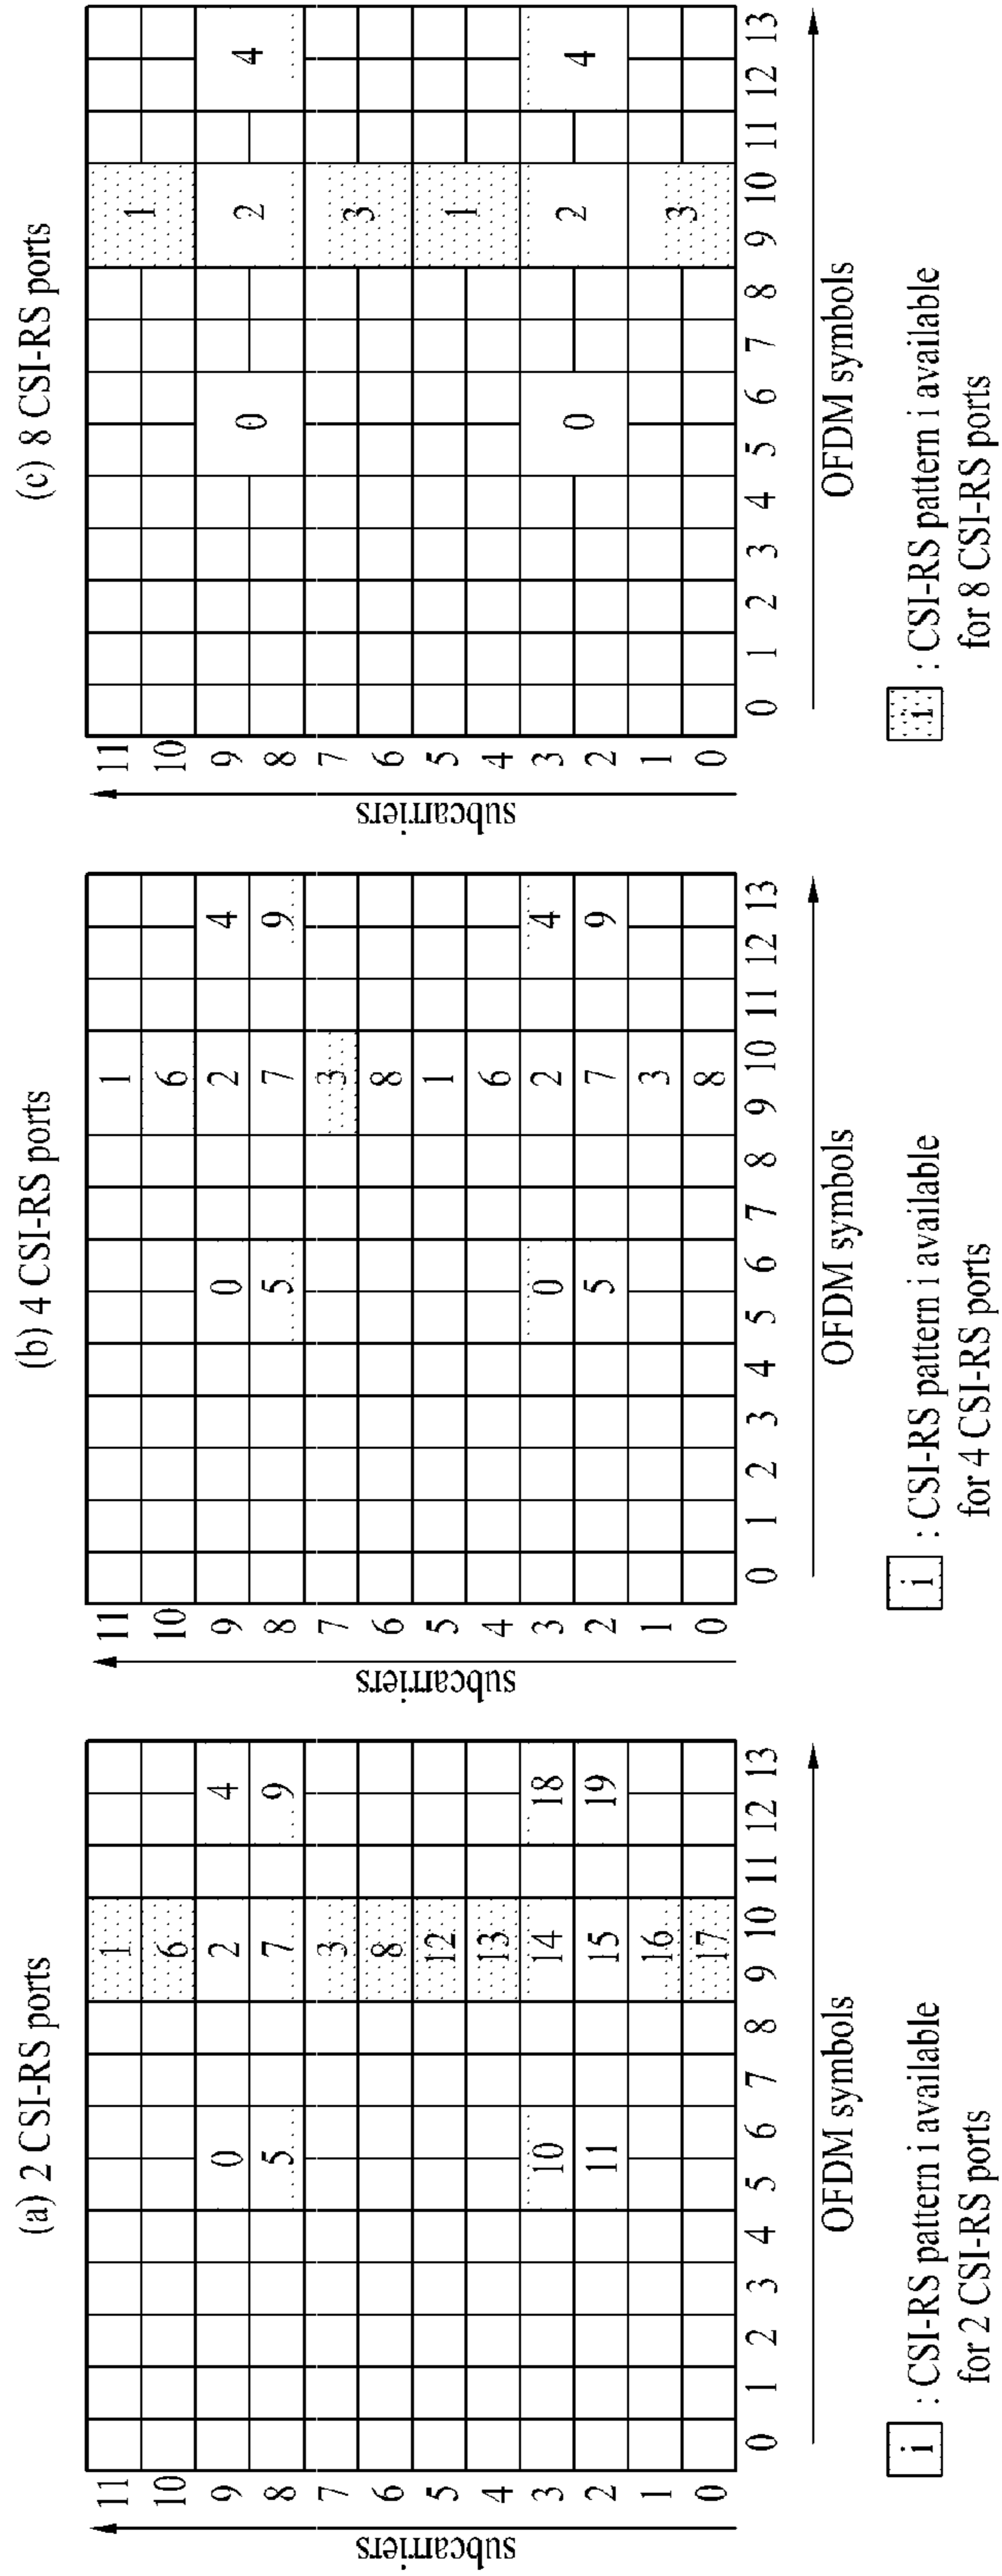 (a) 2 CSI-RS ports
subcarriers
11 1
10 6
9 0 2 4
8 5 7 9
7 3
6 8
5 12
4 13
3 10 14 18
2 11 15 19
1 16
0 17
0 1 2 3 4 5 6 7 8 9 10 11 12 13
OFDM symbols
i : CSI-RS pattern i available
for 2 CSI-RS ports
(b) 4 CSI-RS ports
subcarriers
11 1
10 6
9 0 2 4
8 5 7 9
7 3
6 8
5 1
4 6
3 0 2 4
2 5 7 9
1 3
0 8
0 1 2 3 4 5 6 7 8 9 10 11 12 13
OFDM symbols
i : CSI-RS pattern i available
for 4 CSI-RS ports
(c) 8 CSI-RS ports
subcarriers
11
1
10
9
0 2 4
8
7
3
6
5
1
4
3
0 2 4
2
1
3
0
0 1 2 3 4 5 6 7 8 9 10 11 12 13
OFDM symbols
i : CSI-RS pattern i available
for 8 CSI-RS ports